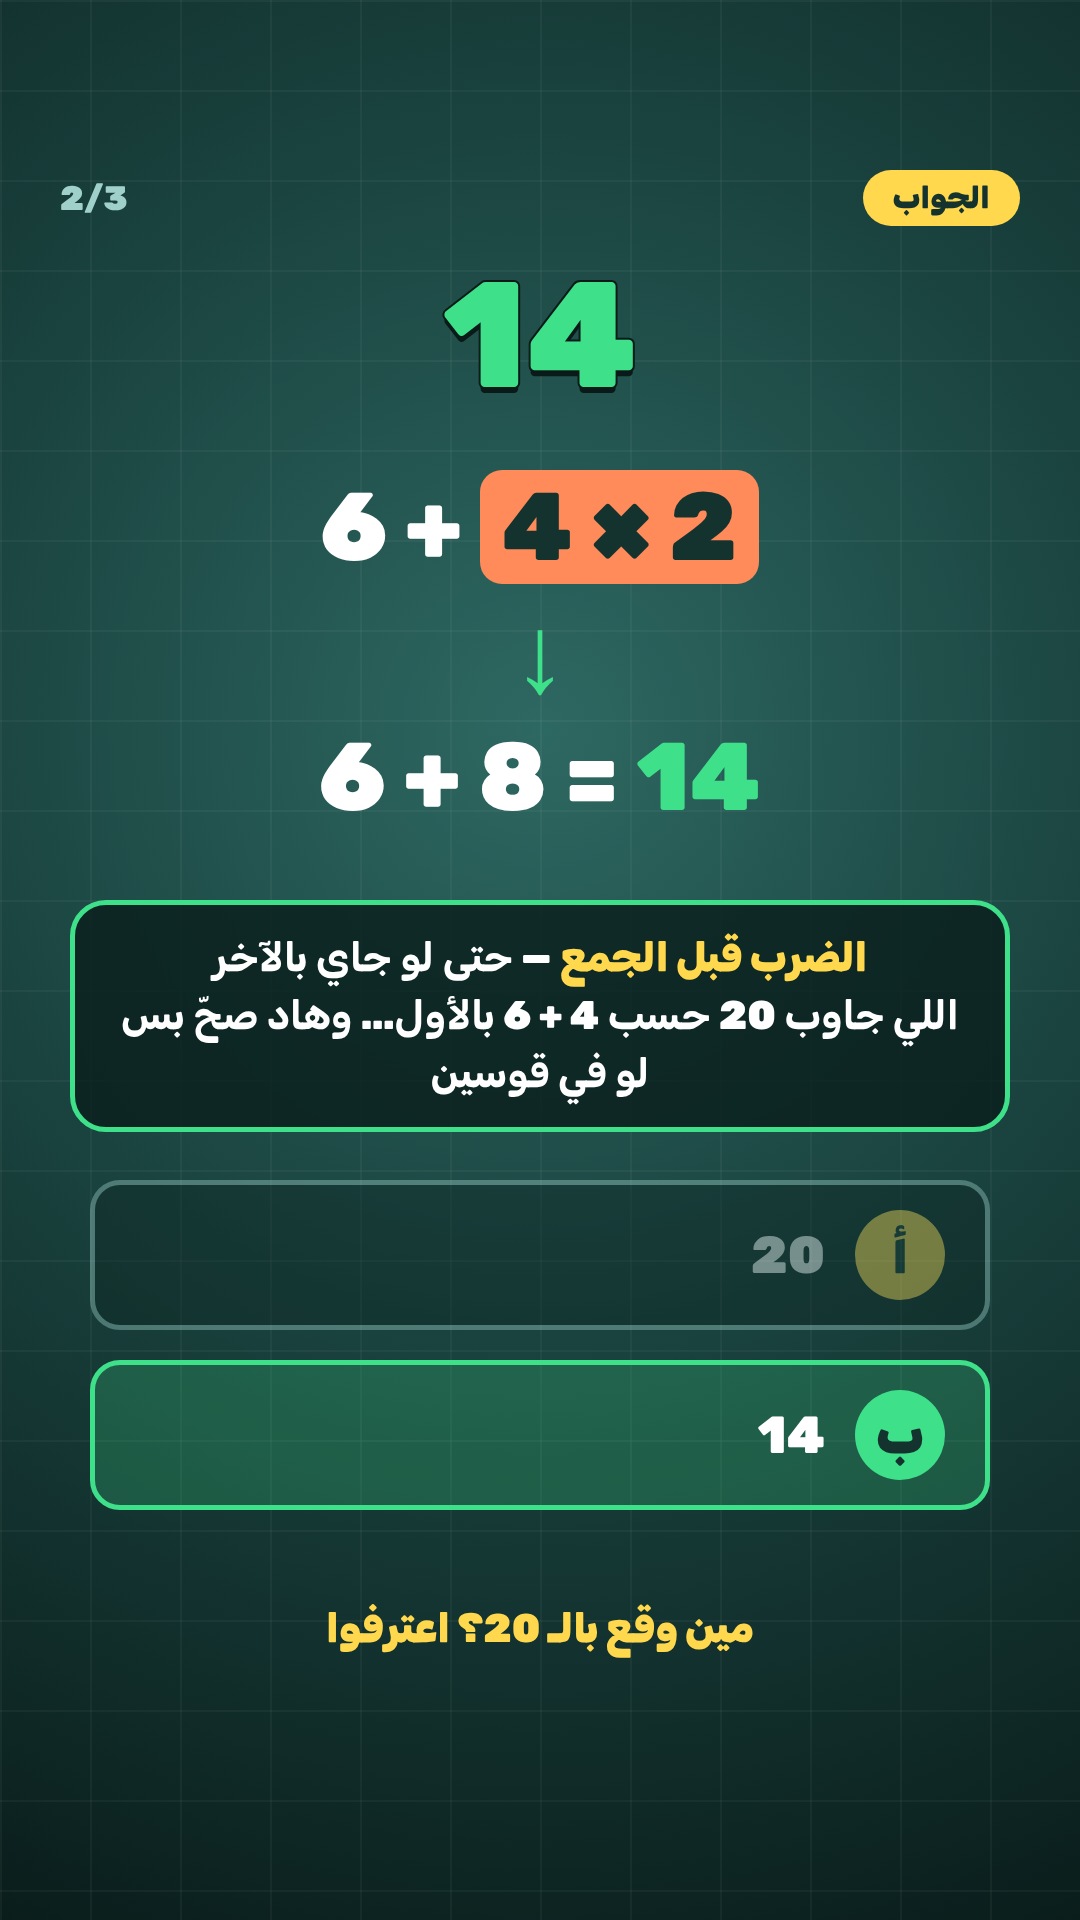 الجواب
2/3
14
6 + 4 × 2
↓
6 + 8 = 14
الضرب قبل الجمع — حتى لو جاي بالآخر
اللي جاوب 20 حسب 4 + 6 بالأول... وهاد صحّ بس
لو في قوسين
أ 20
ب 14
مين وقع بالـ 20؟ اعترفوا